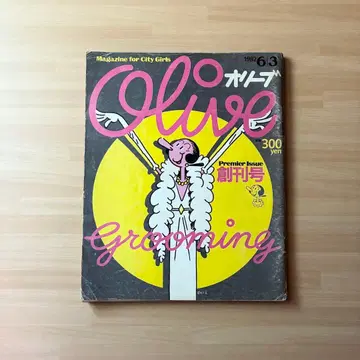 Magazine for City Girls
1982 6/3
Olive
オリーブ
300
yen
Premier Issue
創刊号
Grooming